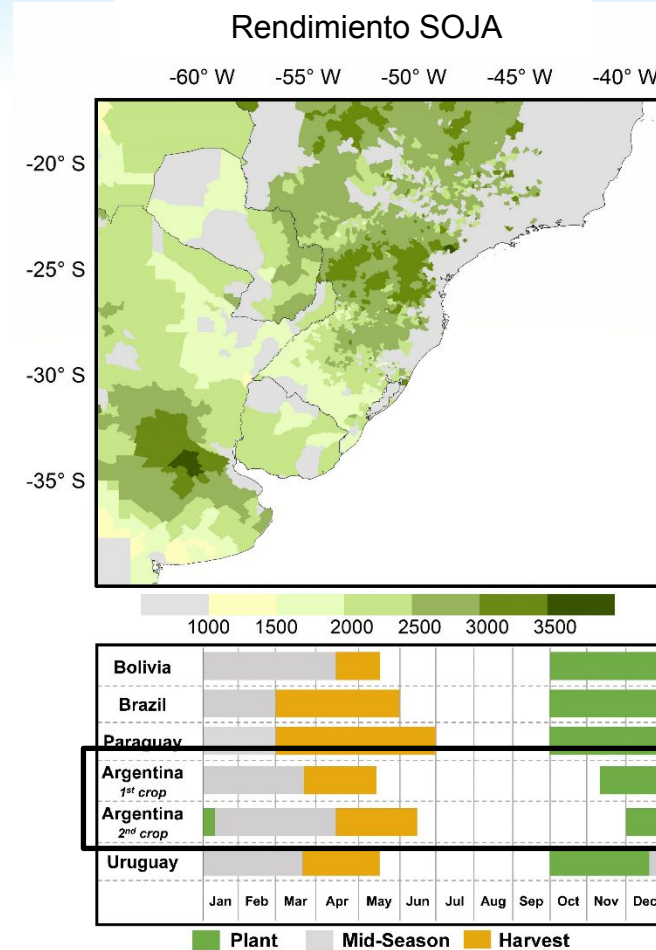 Rendimiento SOJA
-60° W -55° W -50° W -45° W -40° W
-20° S
-25° S
-30° S
-35° S
1000 1500 2000 2500 3000 3500
Bolivia
Brazil
Paraguay
Argentina
1st crop
Argentina
2nd crop
Uruguay
Jan Feb Mar Apr May Jun Jul Aug Sep Oct Nov Dec
Plant Mid-Season Harvest